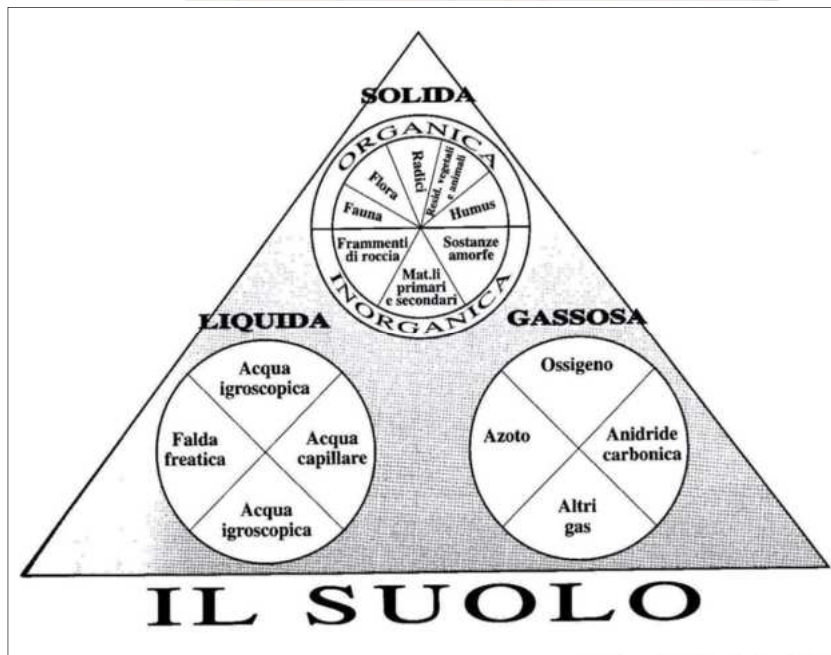 SOLIDA
ORGANICA
Fauna
Flora
Radici
Resid. vegetali
e animali
Humus
Frammenti
di roccia
Mat.li
primari
e secondari
Sostanze
amorfe
INORGANICA
LIQUIDA
Acqua
igroscopica
Falda
freatica
Acqua
capillare
Acqua
igroscopica
GASSOSA
Ossigeno
Azoto
Anidride
carbonica
Altri
gas
IL SUOLO